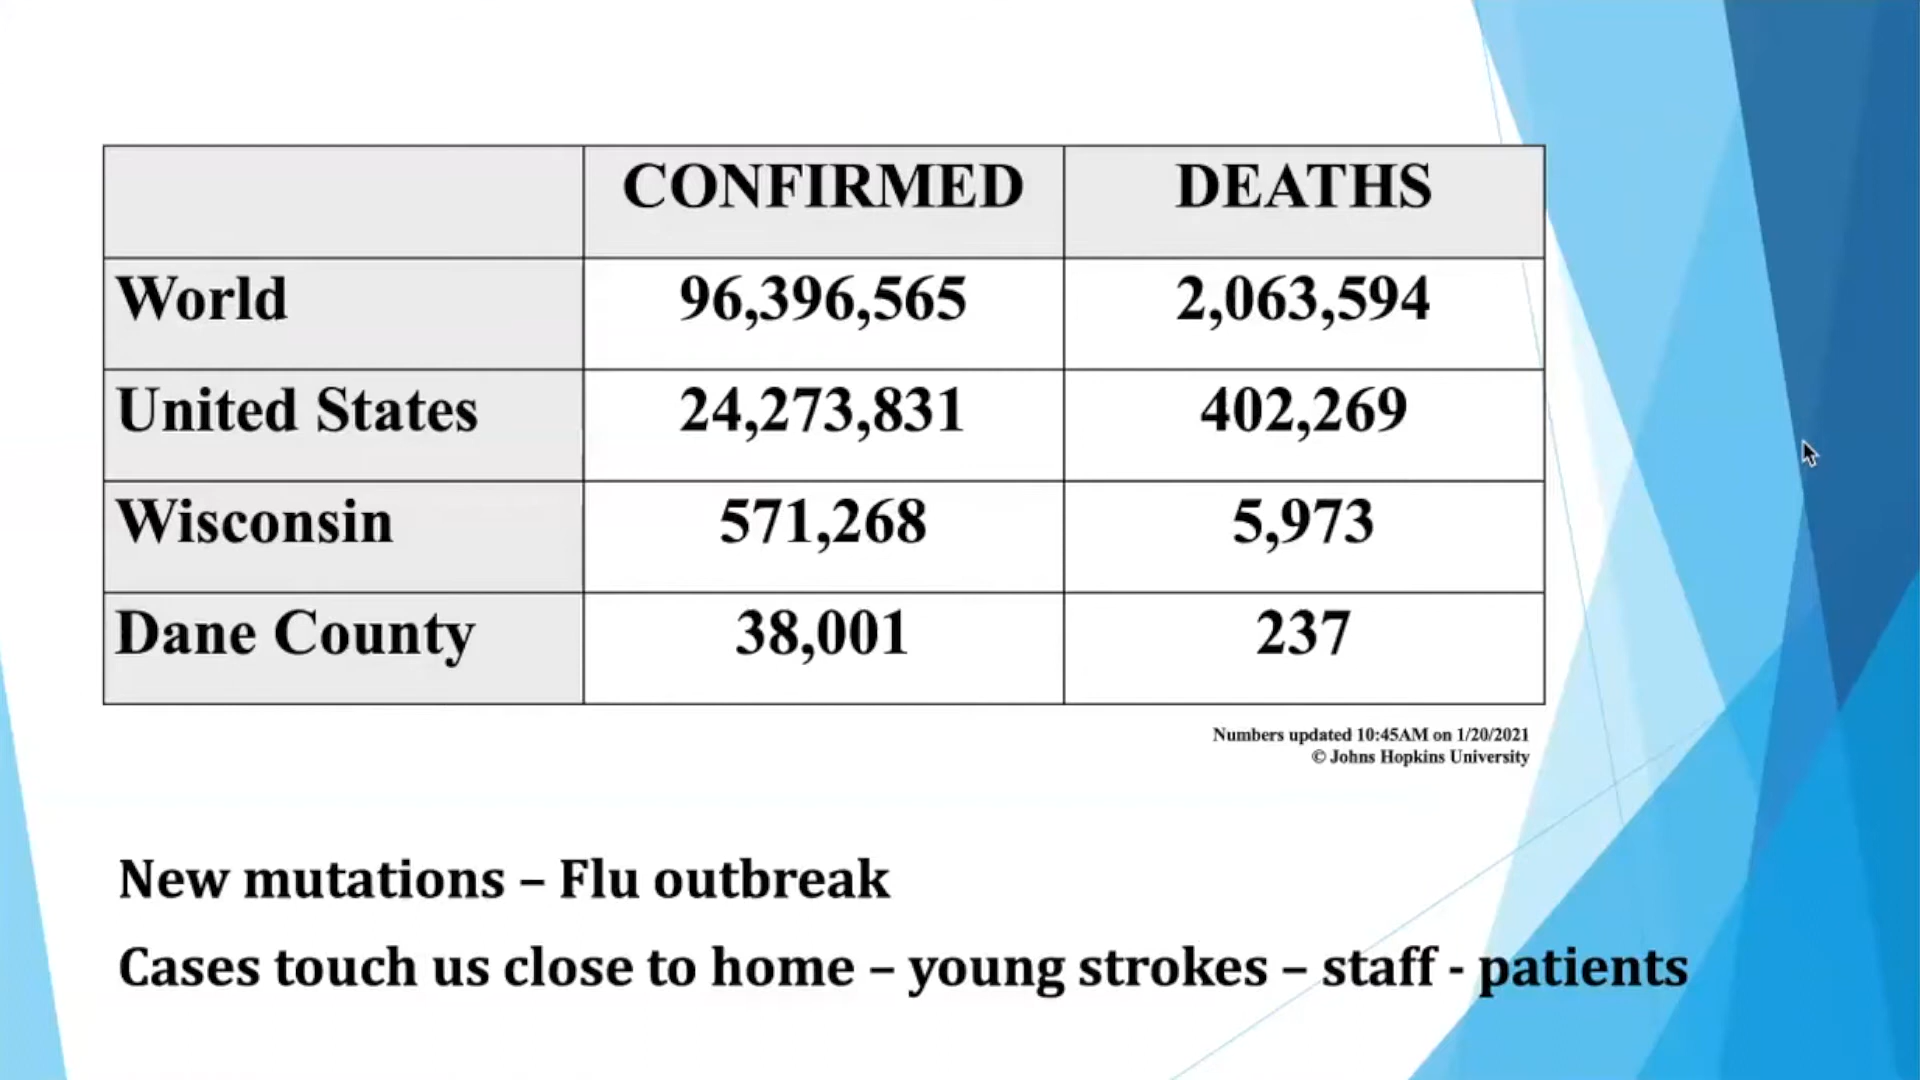 CONFIRMED DEATHS
World 96,396,565 2,063,594
United States 24,273,831 402,269
Wisconsin 571,268 5,973
Dane County 38,001 237
Numbers updated 10:45AM on 1/20/2021
© Johns Hopkins University
New mutations – Flu outbreak
Cases touch us close to home – young strokes – staff - patients